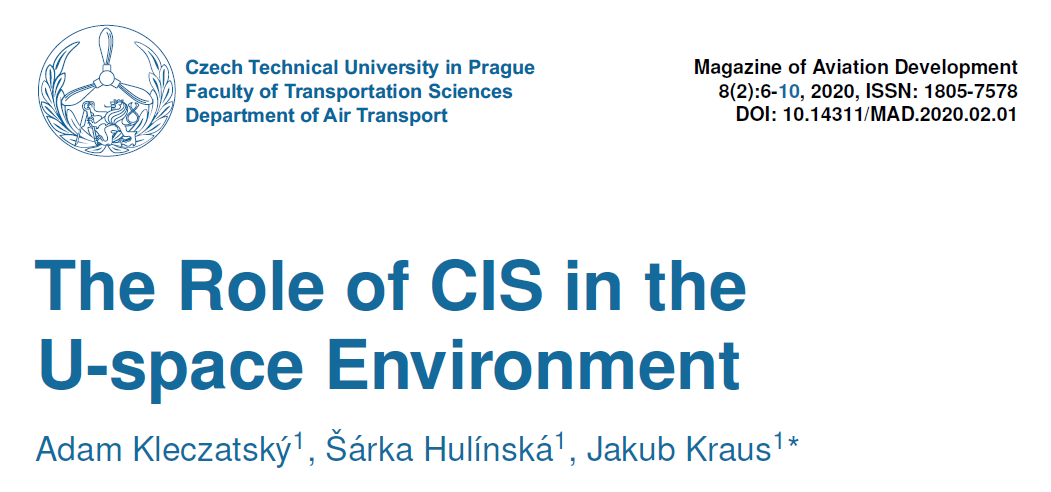 Czech Technical University in Prague
Faculty of Transportation Sciences
Department of Air Transport
Magazine of Aviation Development
8(2):6-10, 2020, ISSN: 1805-7578
DOI: 10.14311/MAD.2020.02.01
The Role of CIS in the
U-space Environment
Adam Kleczatský1, Šárka Hulínská1, Jakub Kraus1*